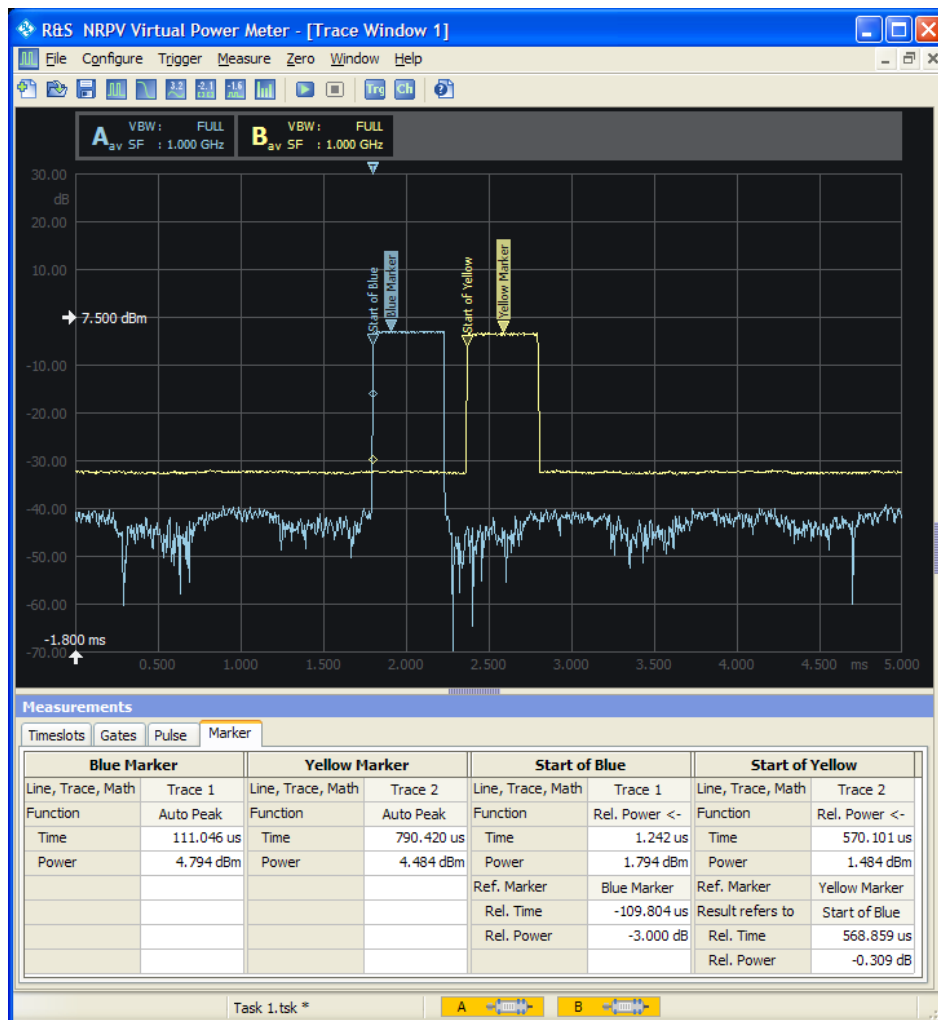 R&S NRPV Virtual Power Meter - [Trace Window 1]
File Configure Trigger Measure Zero Window Help
3.2 -2.1 -1.6 Trg Ch
A av VBW: FULL
SF : 1.000 GHz
B av VBW: FULL
SF : 1.000 GHz
30.00
dB
20.00
10.00
Start of Blue
Blue Marker
Start of Yellow
Yellow Marker
7.500 dBm
-10.00
-20.00
-30.00
-40.00
-50.00
-60.00
-1.800 ms
-70.00
0.500 1.000 1.500 2.000 2.500 3.000 3.500 4.000 4.500 ms 5.000
Measurements
Timeslots Gates Pulse Marker
Blue Marker Yellow Marker Start of Blue Start of Yellow
Line, Trace, Math Trace 1 Line, Trace, Math Trace 2 Line, Trace, Math Trace 1 Line, Trace, Math Trace 2
Function Auto Peak Function Auto Peak Function Rel. Power <- Function Rel. Power <-
Time 111.046 us Time 790.420 us Time 1.242 us Time 570.101 us
Power 4.794 dBm Power 4.484 dBm Power 1.794 dBm Power 1.484 dBm
Ref. Marker Blue Marker Ref. Marker Yellow Marker
Rel. Time -109.804 us Result refers to Start of Blue
Rel. Power -3.000 dB Rel. Time 568.859 us
Rel. Power -0.309 dB
Task 1.tsk * A B